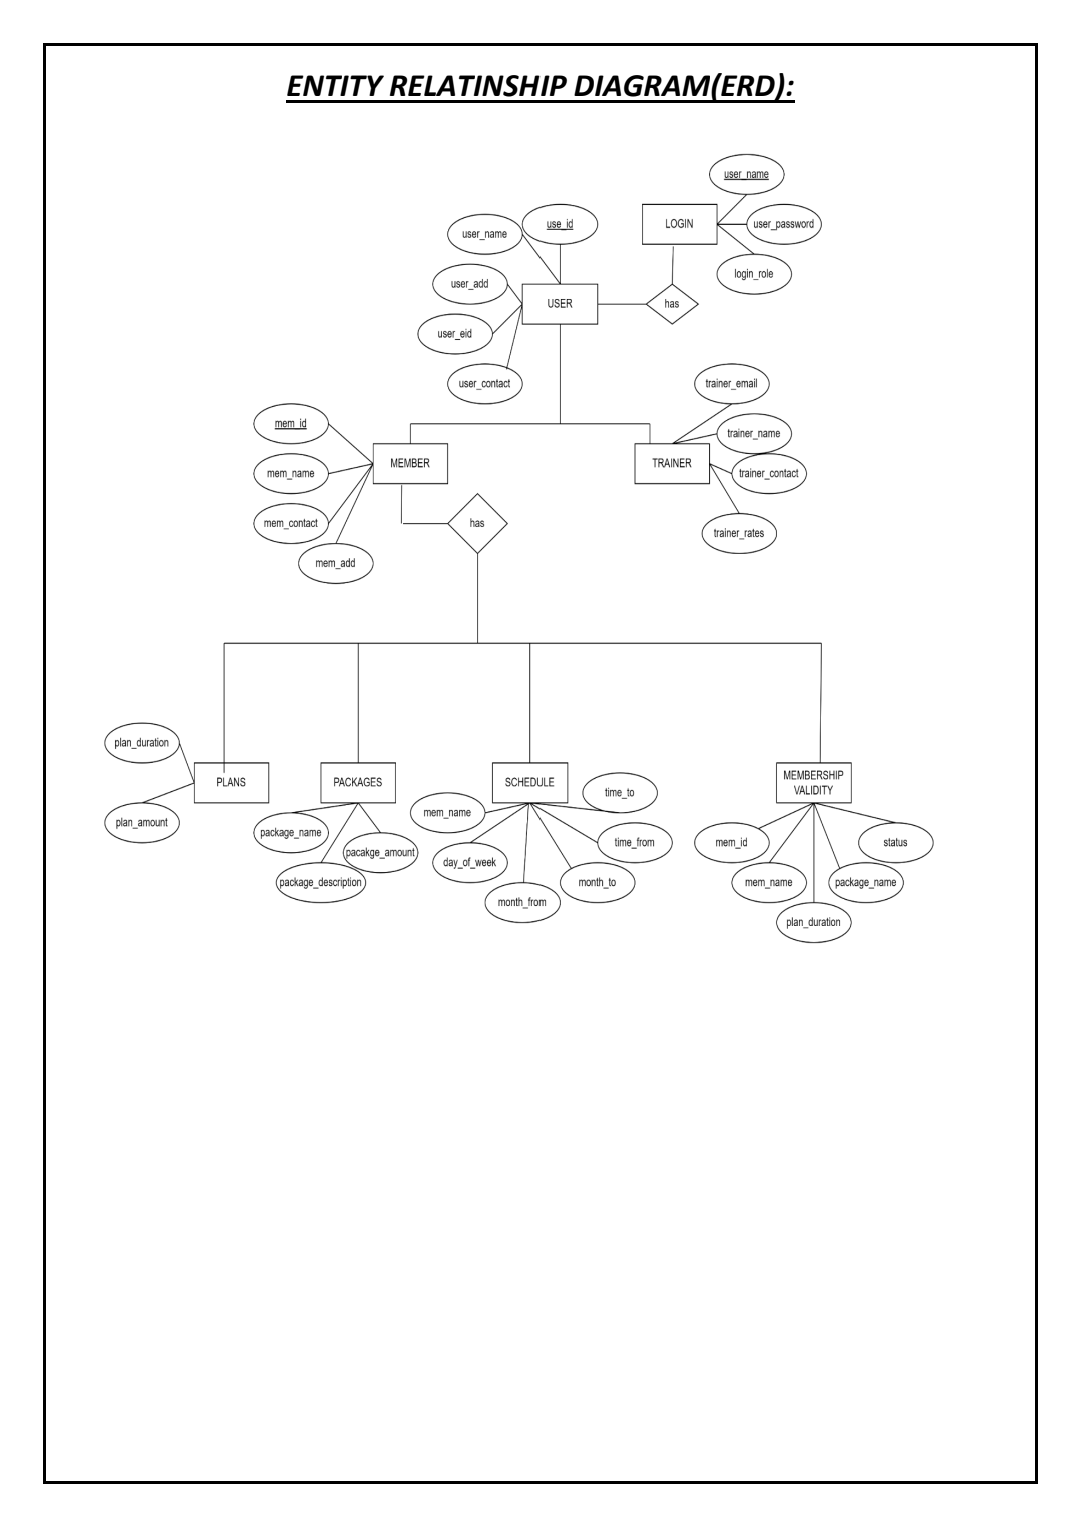 ENTITY RELATINSHIP DIAGRAM(ERD):
user_name
LOGIN
user_password
login_role
use_id
user_name
user_add
USER
has
user_eid
user_contact
trainer_email
trainer_name
TRAINER
trainer_contact
trainer_rates
mem_id
MEMBER
mem_name
mem_contact
has
mem_add
plan_duration
PLANS
plan_amount
PACKAGES
package_name
pacakge_amount
package_description
SCHEDULE
time_to
mem_name
time_from
day_of_week
month_to
month_from
MEMBERSHIP
VALIDITY
mem_id
status
mem_name
package_name
plan_duration